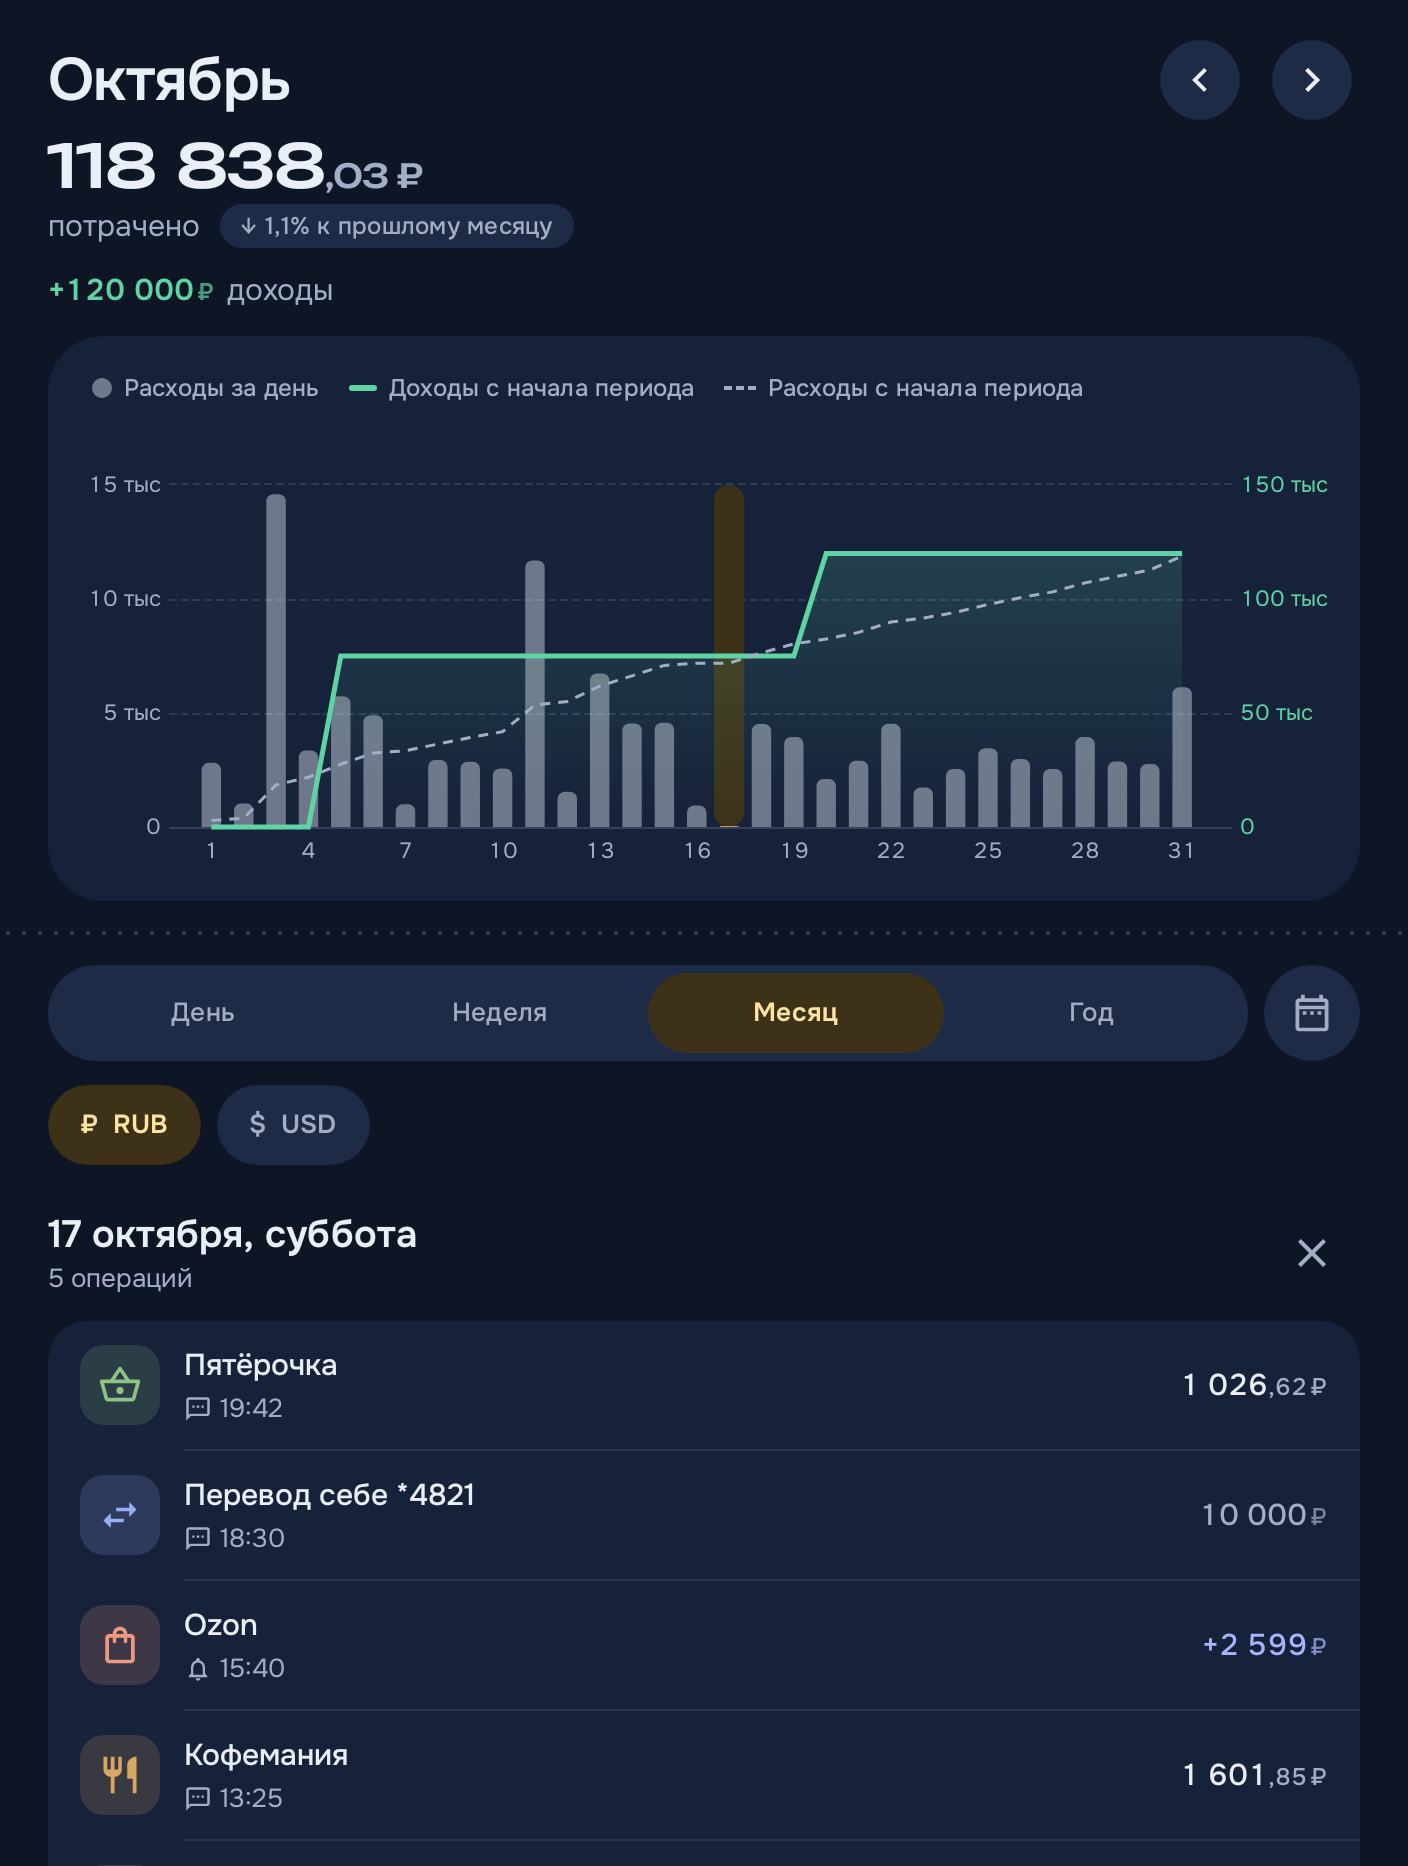 Октябрь
118 838,03 ₽
потрачено ↓ 1,1% к прошлому месяцу
+120 000 ₽ доходы
Расходы за день Доходы с начала периода Расходы с начала периода
15 тыс 150 тыс
10 тыс 100 тыс
5 тыс 50 тыс
0 0
1 4 7 10 13 16 19 22 25 28 31
День Неделя Месяц Год
₽ RUB $ USD
17 октября, суббота
5 операций
Пятёрочка
1 026,62 ₽
19:42
Перевод себе *4821
10 000 ₽
18:30
Ozon
+2 599 ₽
15:40
Кофемания
1 601,85 ₽
13:25